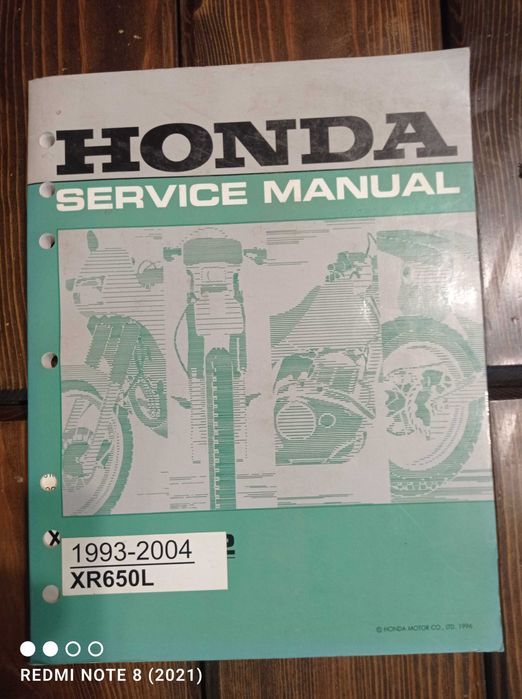 HONDA
SERVICE MANUAL
1993-2004
XR650L
© HONDA MOTOR CO., LTD. 1996
REDMI NOTE 8 (2021)